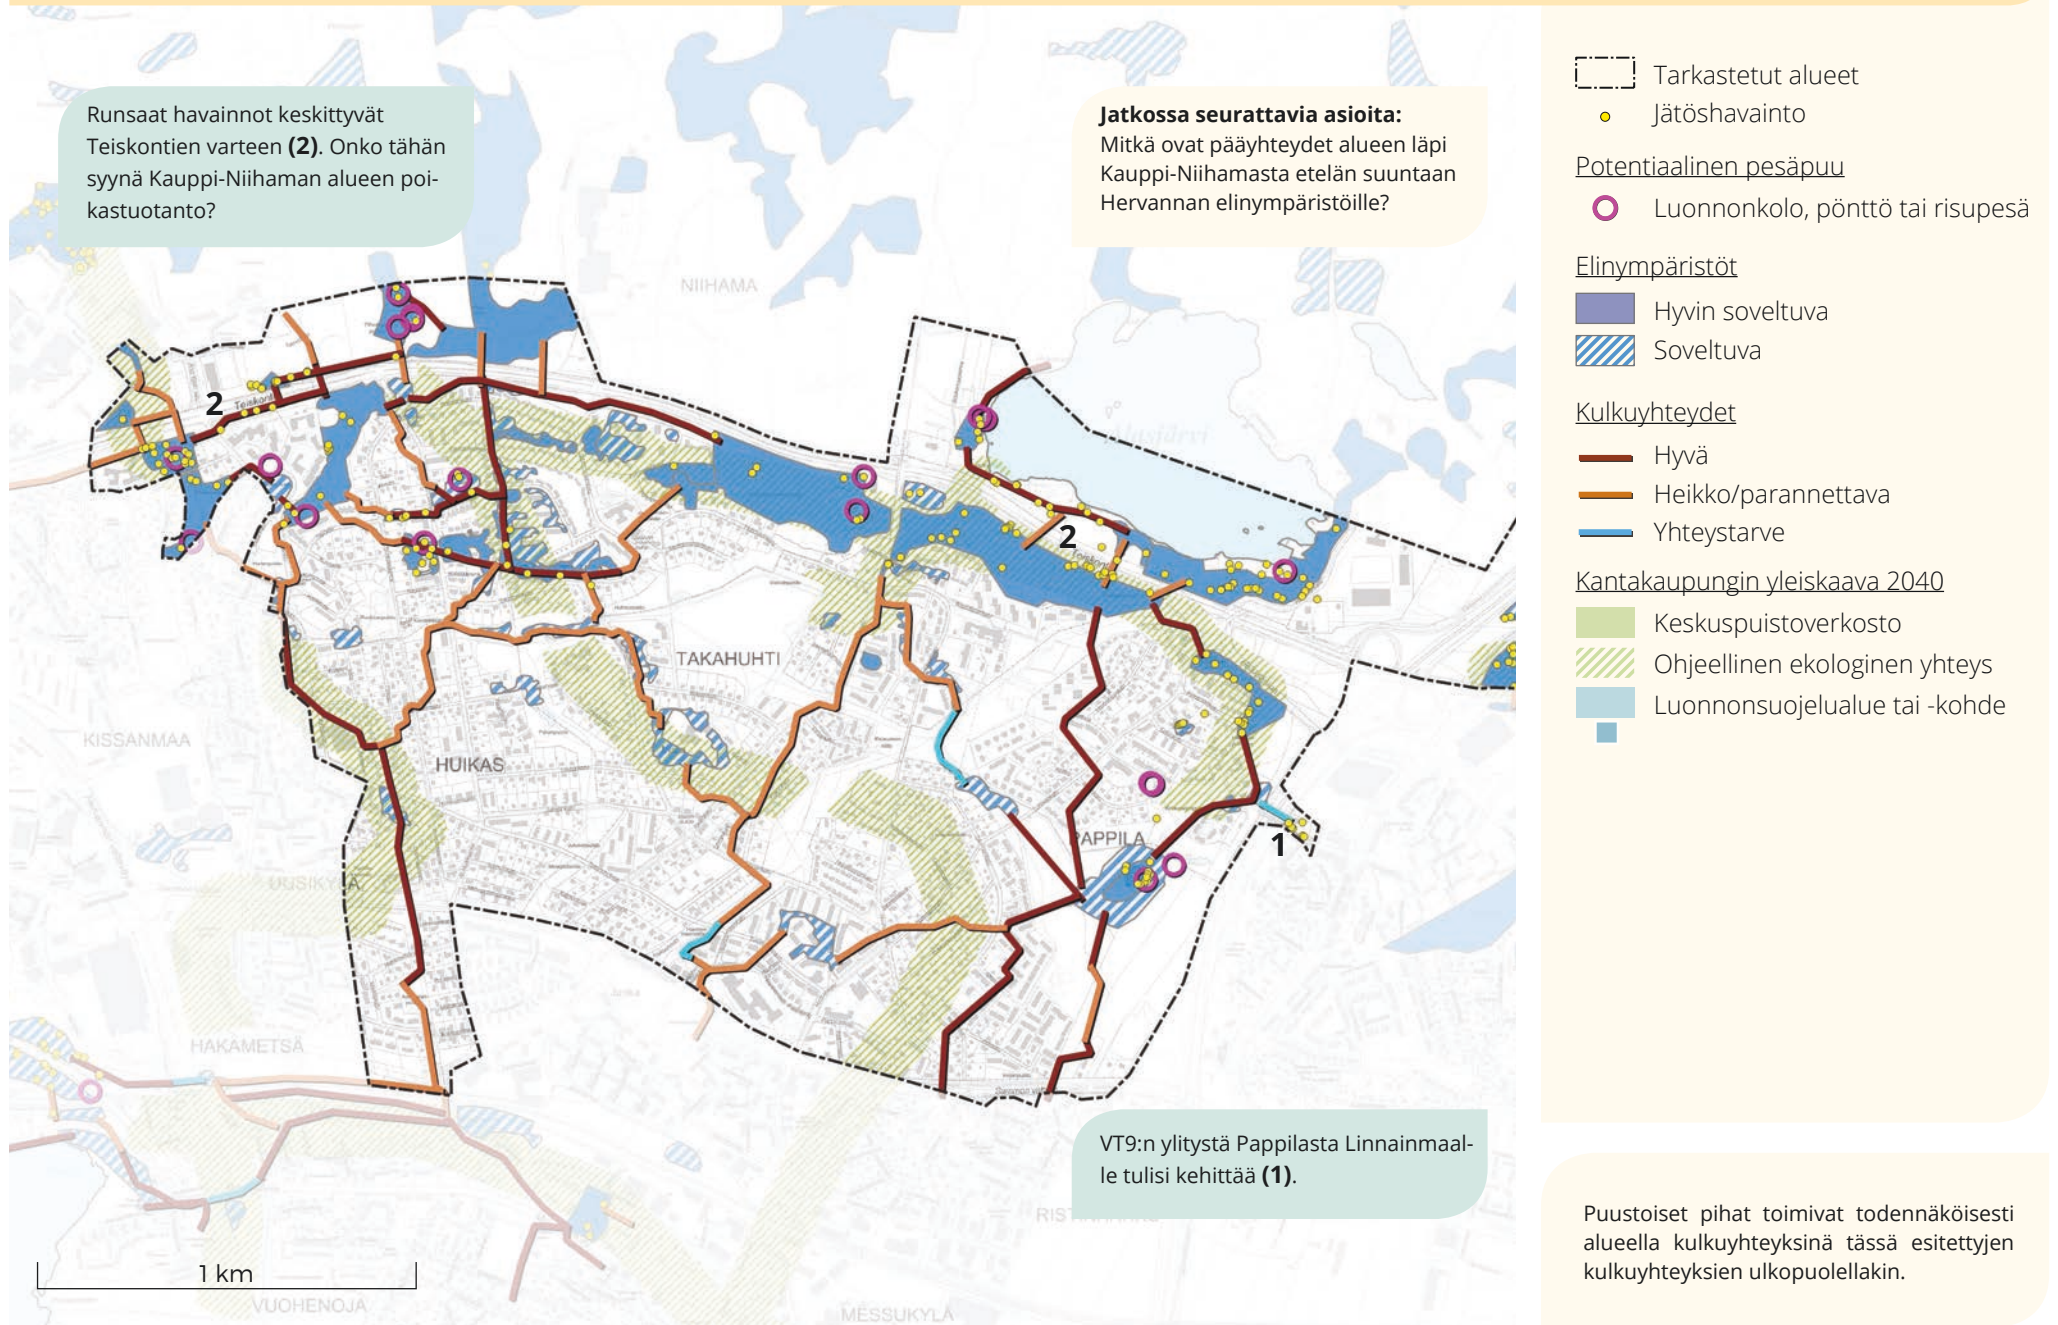 Runsaat havainnot keskittyvät
Teiskontien varteen (2). Onko tähän
syynä Kauppi-Niihaman alueen poi-
kastuotanto?
Jatkossa seurattavia asioita:
Mitkä ovat pääyhteydet alueen läpi
Kauppi-Niihamasta etelän suuntaan
Hervannan elinympäristöille?
NIIHAMA
Alasjärvi
2
2
TAKAHUHTI
KISSANMAA
HUIKAS
PAPPILA
1
UUSIKYLÄ
HAKAMETSÄ
VT9:n ylitystä Pappilasta Linnainmaal-
le tulisi kehittää (1).
1 km
VUOHENOJA
MESSUKYLÄ
Tarkastetut alueet
Jätöshavainto
Potentiaalinen pesäpuu
Luonnonkolo, pönttö tai risupesä
Elinympäristöt
Hyvin soveltuva
Soveltuva
Kulkuyhteydet
Hyvä
Heikko/parannettava
Yhteystarve
Kantakaupungin yleiskaava 2040
Keskuspuistoverkosto
Ohjeellinen ekologinen yhteys
Luonnonsuojelualue tai -kohde
Puustoiset pihat toimivat todennäköisesti
alueella kulkuyhteyksinä tässä esitettyjen
kulkuyhteyksien ulkopuolellakin.